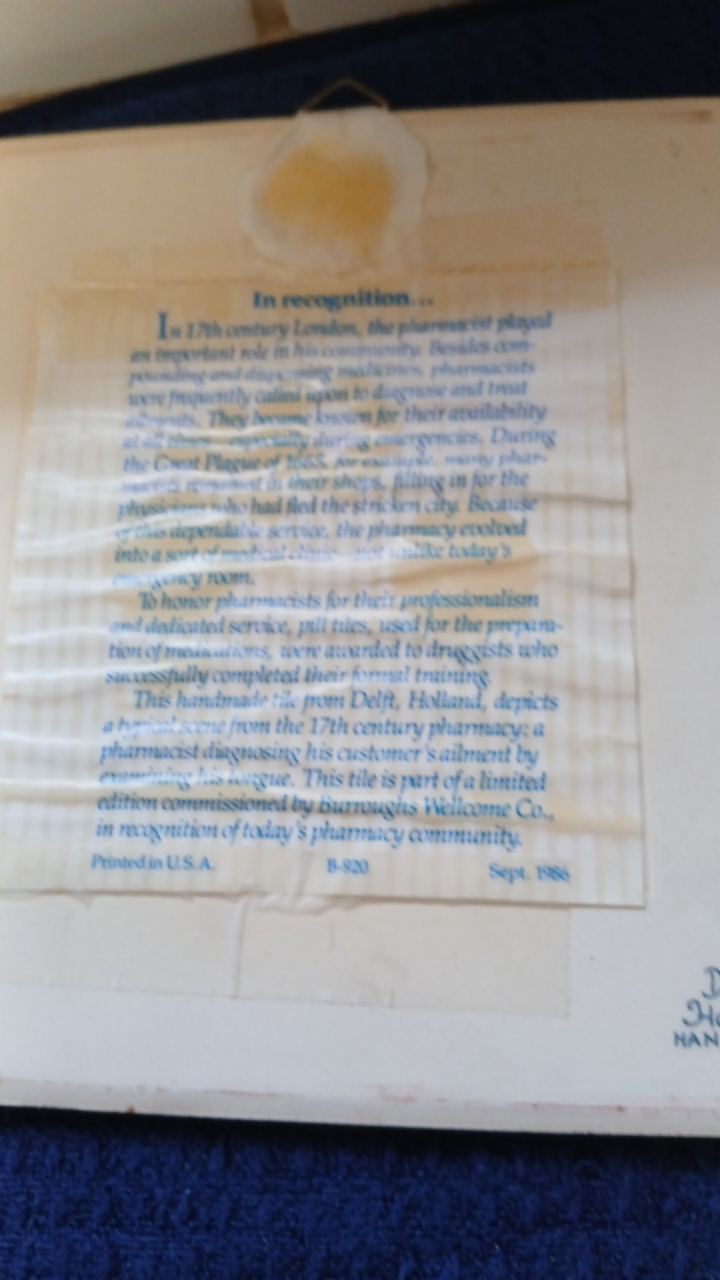 In recognition...
In 17th century London, the pharmacist played
an important role in his community. Besides com-
pounding and dispensing medicines, pharmacists
were frequently called upon to diagnose and treat
ailments. They became known for their availability
at all times—especially during emergencies. During
the Great Plague of 1665, for example, many phar-
macists remained in their shops, filling in for the
physicians who had fled the stricken city. Because
of this dependable service, the pharmacy evolved
into a sort of medical clinic—not unlike today's
emergency room.
To honor pharmacists for their professionalism
and dedicated service, pill tiles, used for the prepara-
tion of medications, were awarded to druggists who
successfully completed their formal training.
This handmade tile from Delft, Holland, depicts
a typical scene from the 17th century pharmacy: a
pharmacist diagnosing his customer's ailment by
examining his tongue. This tile is part of a limited
edition commissioned by Burroughs Wellcome Co.,
in recognition of today's pharmacy community.
Printed in U.S.A. B-920 Sept. 1986
D
Ho
HAN